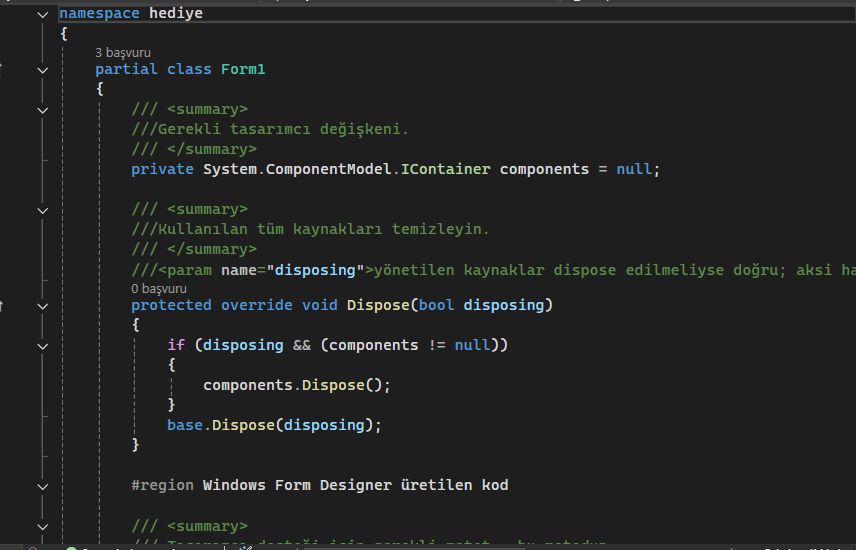 namespace hediye
{
3 başvuru
partial class Form1
{
/// <summary>
///Gerekli tasarımcı değişkeni.
/// </summary>
private System.ComponentModel.IContainer components = null;
/// <summary>
///Kullanılan tüm kaynakları temizleyin.
/// </summary>
///<param name="disposing">yönetilen kaynaklar dispose edilmeliyse doğru; aksi ha
0 başvuru
protected override void Dispose(bool disposing)
{
if (disposing && (components != null))
{
components.Dispose();
}
base.Dispose(disposing);
}
#region Windows Form Designer üretilen kod
/// <summary>